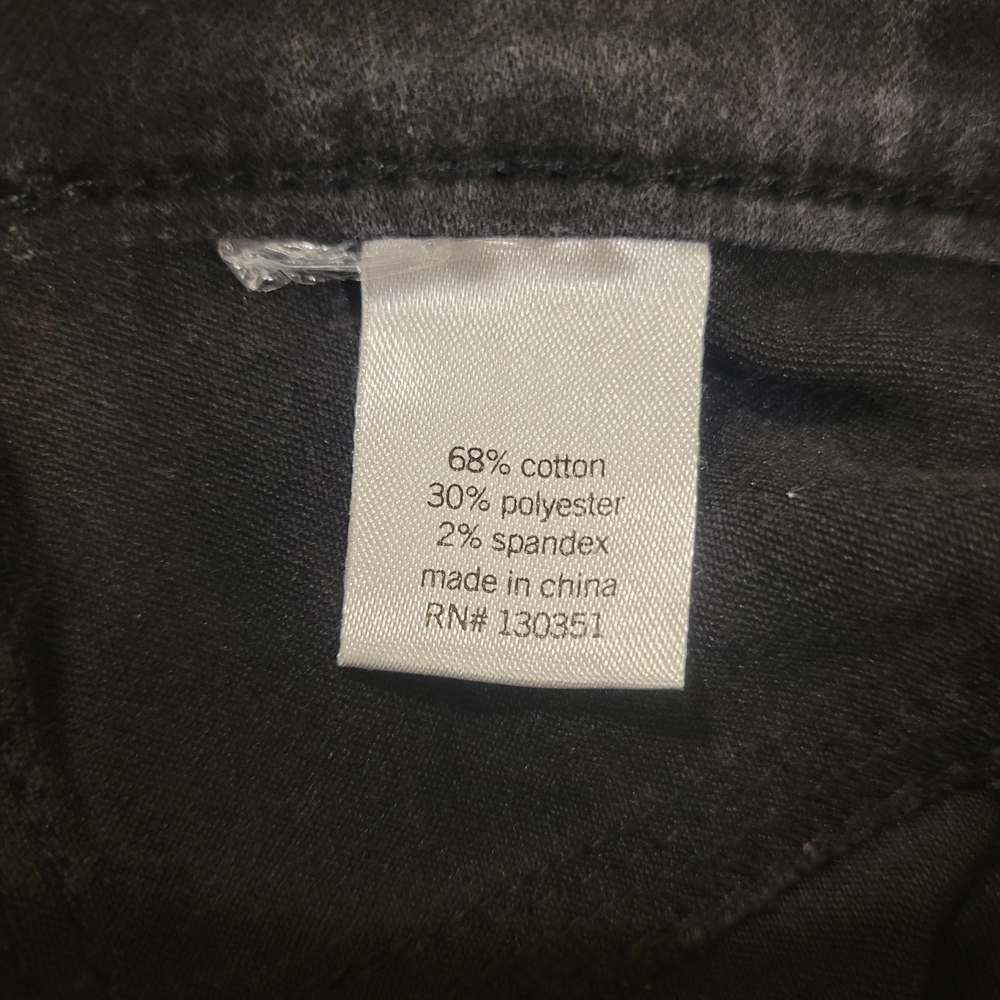 68% cotton
30% polyester
2% spandex
made in china
RN# 130351